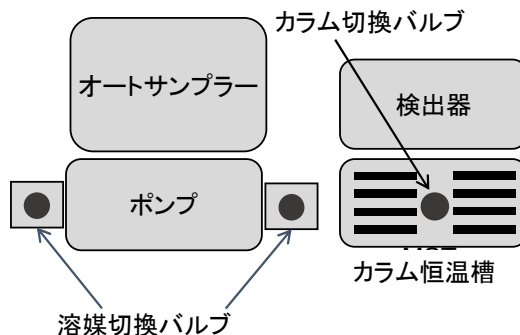 カラム切換バルブ
オートサンプラー
検出器
ポンプ
カラム恒温槽
溶媒切換バルブ